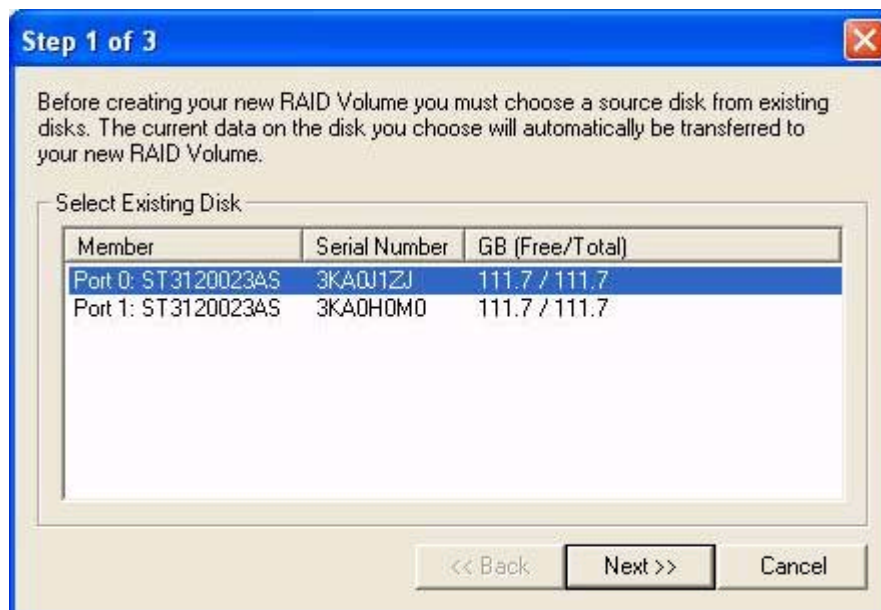 Step 1 of 3
Before creating your new RAID Volume you must choose a source disk from existing
disks. The current data on the disk you choose will automatically be transferred to
your new RAID Volume.
Select Existing Disk
Member Serial Number GB (Free/Total)
Port 0: ST3120023AS 3KA0J1ZJ 111.7 / 111.7
Port 1: ST3120023AS 3KA0H0M0 111.7 / 111.7
<< Back Next >> Cancel